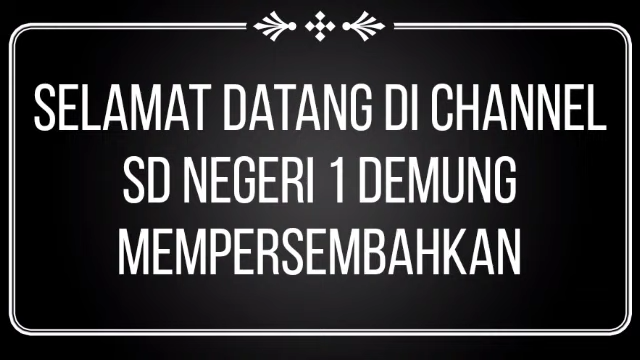 SELAMAT DATANG DI CHANNEL
SD NEGERI 1 DEMUNG
MEMPERSEMBAHKAN